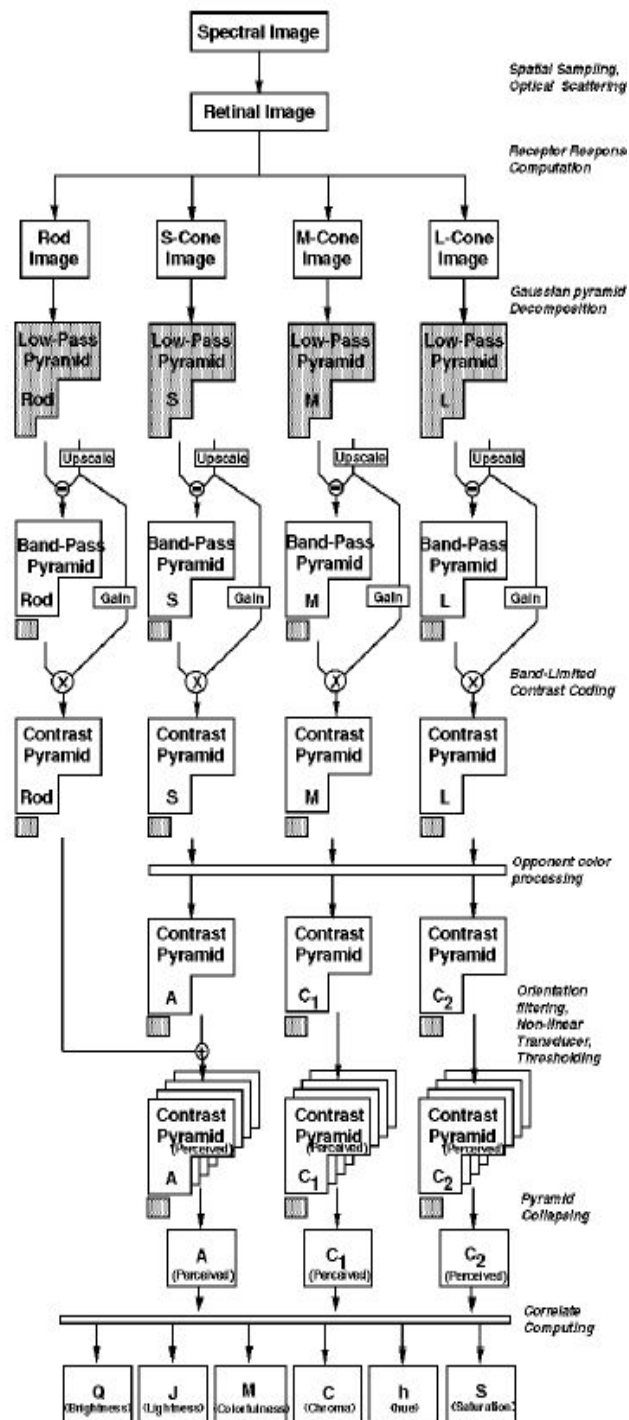 Spectral Image
Spatial Sampling,
Optical Scattering
Retinal Image
Receptor Respons
Computation
Rod
Image
S-Cone
Image
M-Cone
Image
L-Cone
Image
Gaussian pyramid
Decomposition
Low-Pass
Pyramid
Rod
Low-Pass
Pyramid
S
Low-Pass
Pyramid
M
Low-Pass
Pyramid
L
Upscale
Upscale
Upscale
Upscale
Band-Pass
Pyramid
Rod
Band-Pass
Pyramid
S
Band-Pass
Pyramid
M
Band-Pass
Pyramid
L
Gain
Gain
Gain
Gain
Band-Limited
Contrast Coding
X
X
X
X
Contrast
Pyramid
Rod
Contrast
Pyramid
S
Contrast
Pyramid
M
Contrast
Pyramid
L
Opponent color
processing
Contrast
Pyramid
A
Contrast
Pyramid
C1
Contrast
Pyramid
C2
Orientation
filtering,
Non-linear
Transducer,
Thresholding
+
Contrast
Pyramid
(Perceived)
A
Contrast
Pyramid
(Perceived)
C1
Contrast
Pyramid
(Perceived)
C2
Pyramid
Collapsing
A
(Perceived)
C1
(Perceived)
C2
(Perceived)
Correlate
Computing
Q
(Brightness)
J
(Lightness)
M
(Colorfulness)
C
(Chroma)
h
(hue)
S
(Saturation)